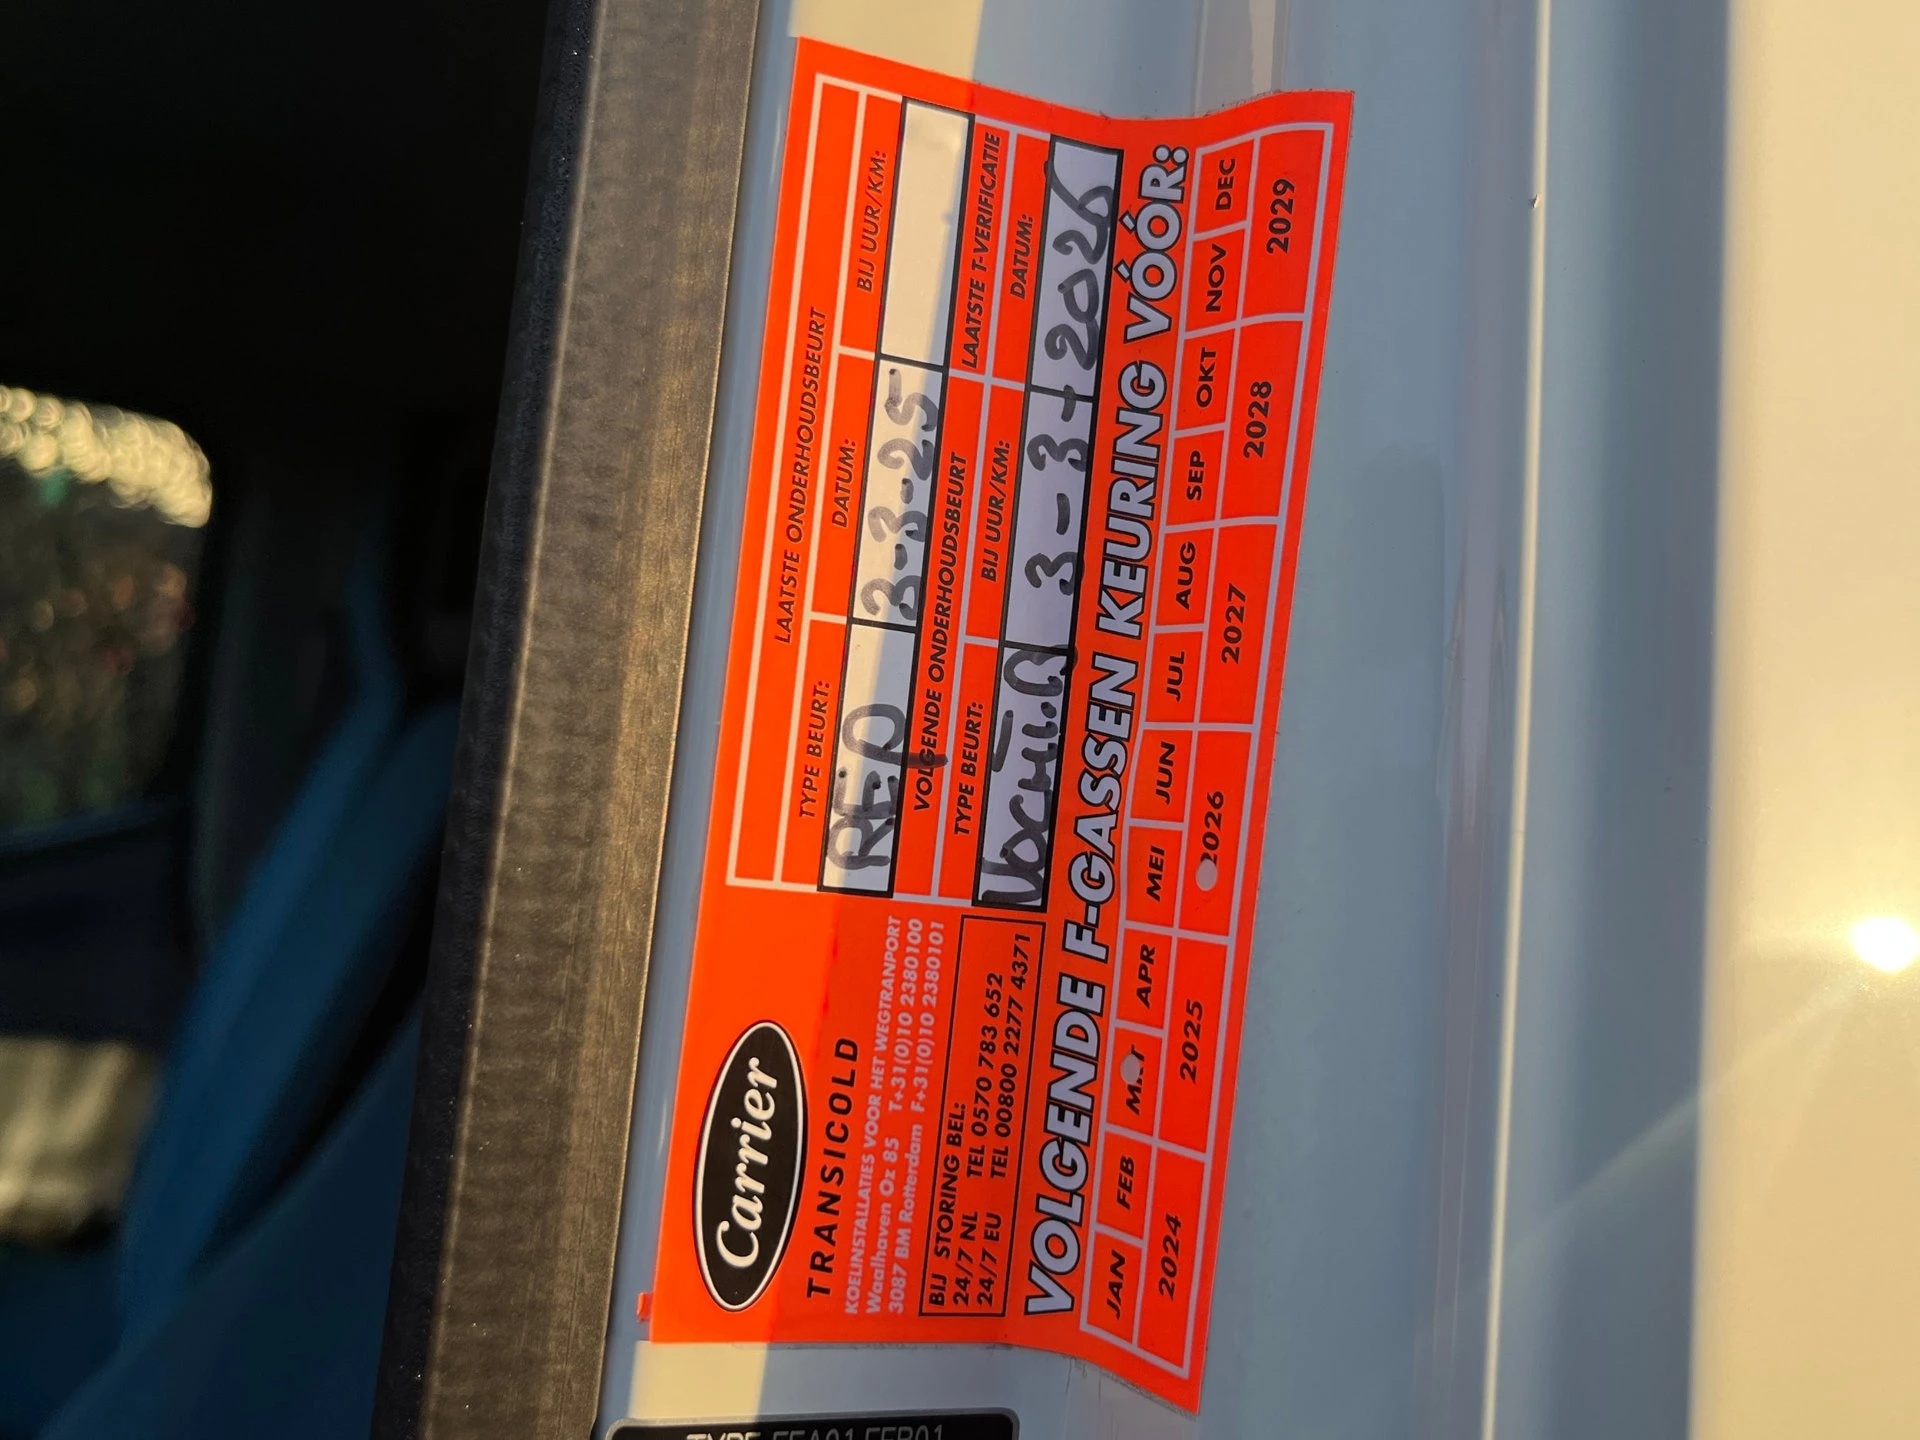 Carrier
TRANSICOLD
KOELINSTALLATIES VOOR HET WEGTRANPORT
Waalhaven Oz 85 T+31(0)10 2380100
3087 BM Rotterdam F+31(0)10 2380101
BIJ STORING BEL:
24/7 NL TEL 0570 783 652
24/7 EU TEL 00800 2277 4371
LAATSTE ONDERHOUDSBEURT
TYPE BEURT: DATUM: BIJ UUR/KM:
REP 3-3-25
VOLGENDE ONDERHOUDSBEURT LAATSTE T-VERIFICATIE
TYPE BEURT: BIJ UUR/KM: DATUM:
3-3-2026
VOLGENDE F-GASSEN KEURING VÓÓR:
JAN FEB MRT APR MEI JUN JUL AUG SEP OKT NOV DEC
2024 2025 2026 2027 2028 2029